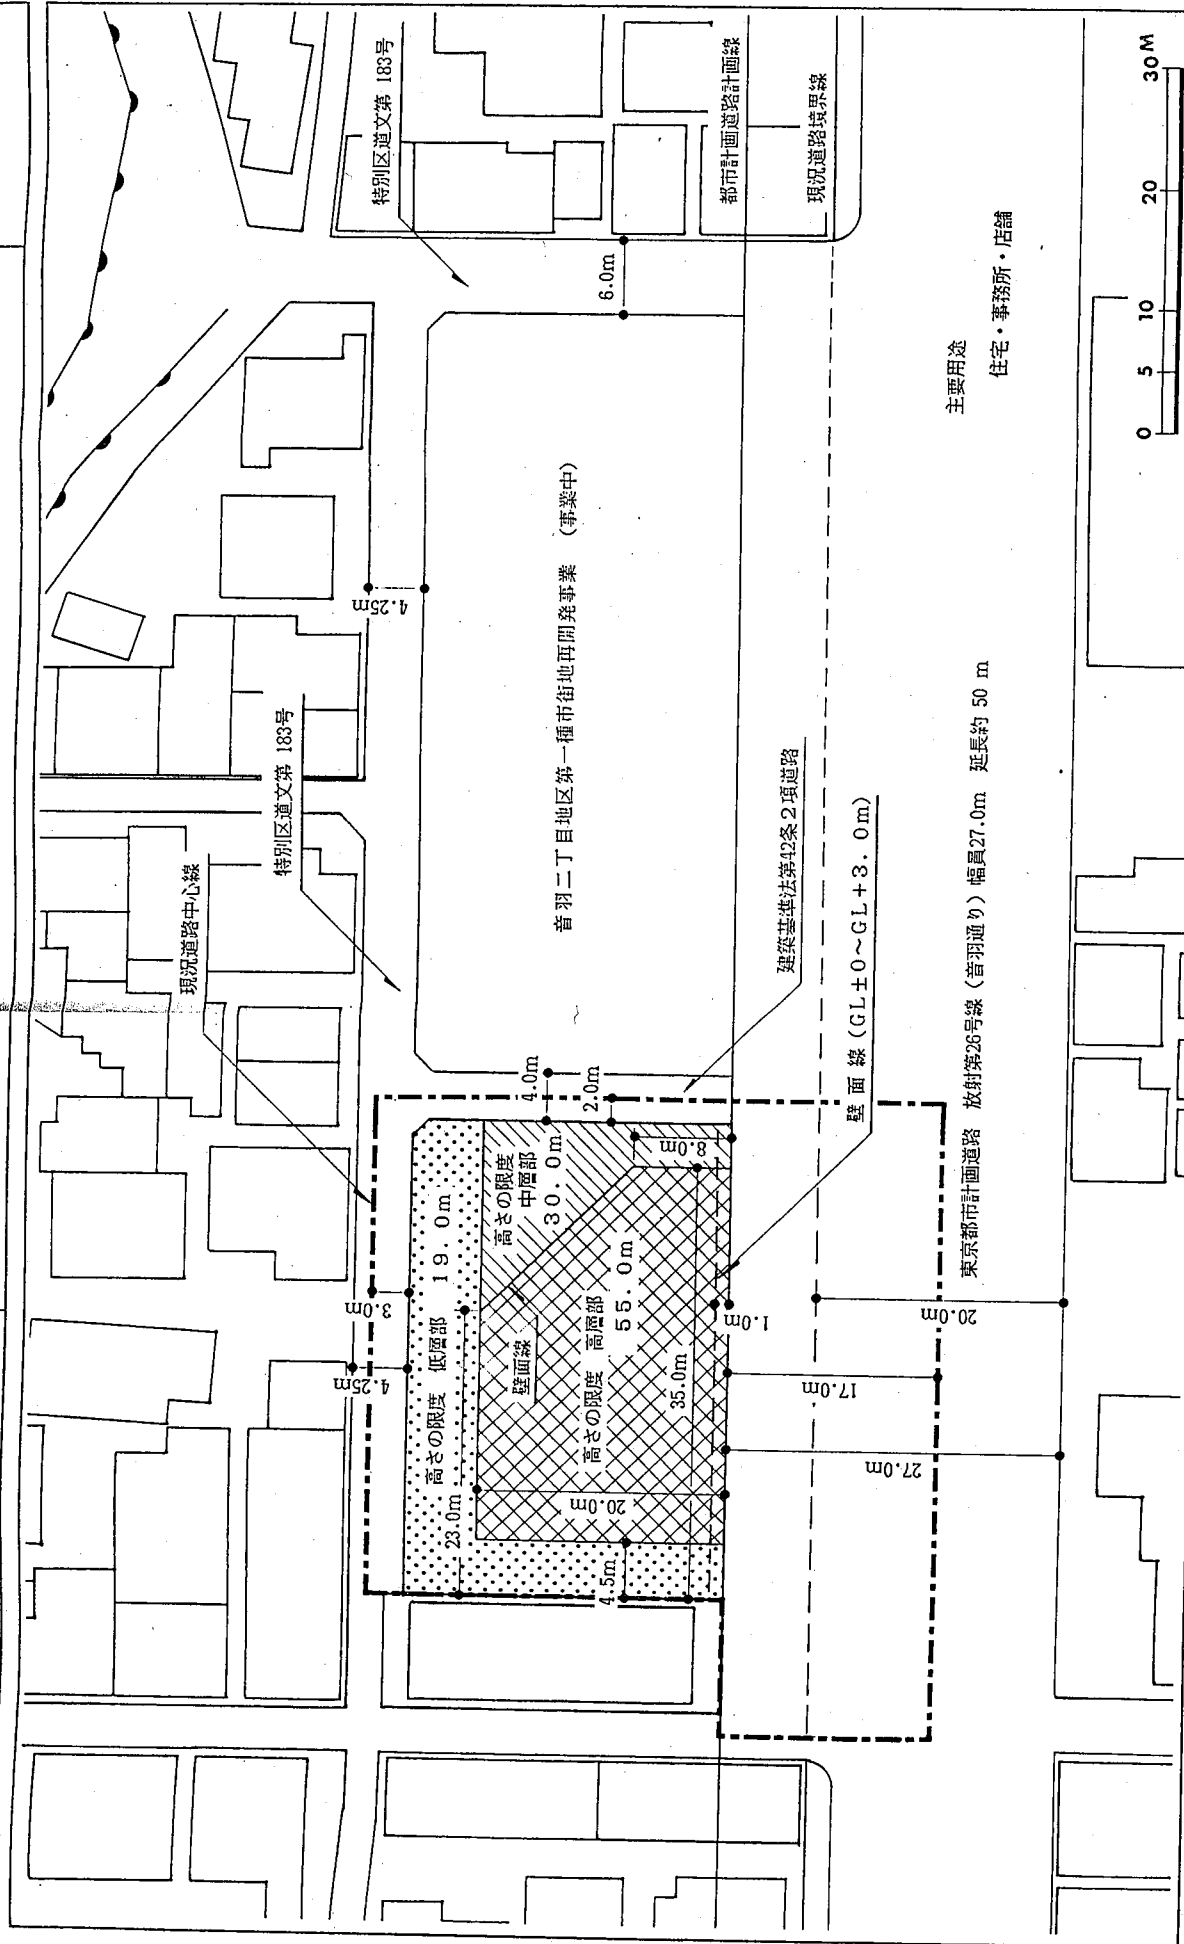 特別区道文第 183号
都市計画道路計画線
現況道路境界線
6.0m
主要用途
住宅・事務所・店舗
0 5 10 20 30M
4.25m
音羽二丁目地区第一種市街地再開発事業 (事業中)
特別区道文第 183号
現況道路中心線
建築基準法第42条2項道路
壁面線(GL±0～GL+3.0m)
東京都市計画道路 放射第26号線(音羽通り)幅員27.0m 延長約 50 m
4.0m
2.0m
8.0m
高さの限度
中層部
30.0m
高さの限度 低層部 19.0m
高さの限度 高層部
55.0m
壁面線
3.0m
4.25m
23.0m
20.0m
35.0m
4.5m
1.0m
20.0m
17.0m
27.0m